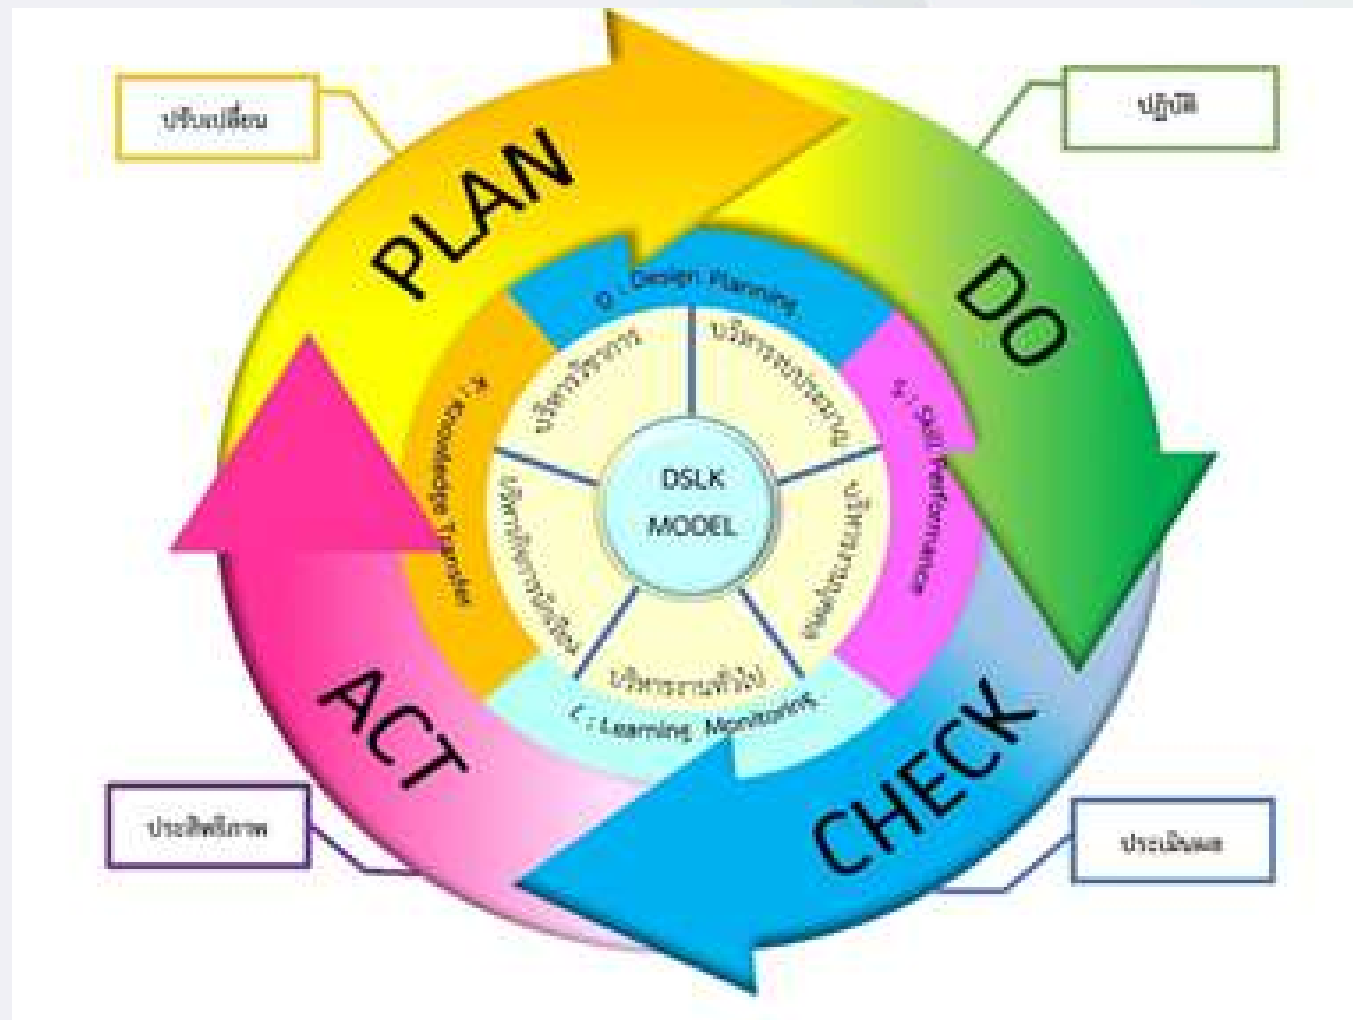 ปรับเปลี่ยน
ปฏิบัติ
PLAN
DO
D : Design Planning
บริหารวิชาการ
บริหารงบประมาณ
K : Knowledge Transfer
S : Skill Performance
DSLK
MODEL
บริหารกิจการนักเรียน
บริหารงานบุคคล
บริหารงานทั่วไป
L : Learning Monitoring
ACT
CHECK
ประสิทธิภาพ
ประเมินผล